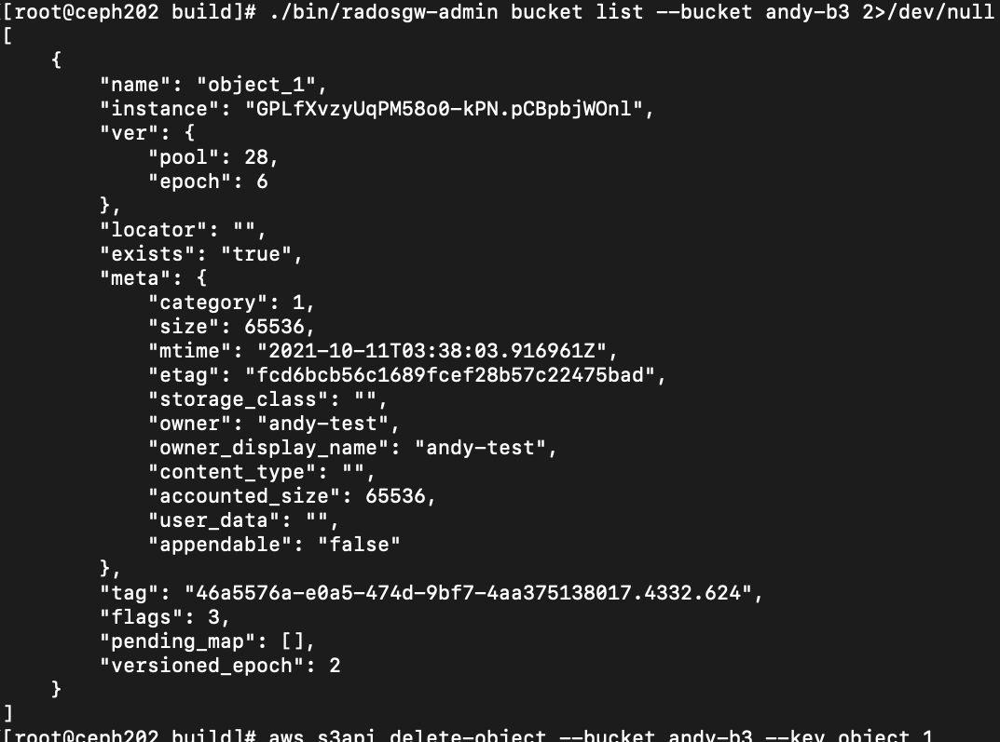 [root@ceph202 build]# ./bin/radosgw-admin bucket list --bucket andy-b3 2>/dev/null
[
    {
        "name": "object_1",
        "instance": "GPLfXvzyUqPM58o0-kPN.pCBpbjWOnl",
        "ver": {
            "pool": 28,
            "epoch": 6
        },
        "locator": "",
        "exists": "true",
        "meta": {
            "category": 1,
            "size": 65536,
            "mtime": "2021-10-11T03:38:03.916961Z",
            "etag": "fcd6bcb56c1689fcef28b57c22475bad",
            "storage_class": "",
            "owner": "andy-test",
            "owner_display_name": "andy-test",
            "content_type": "",
            "accounted_size": 65536,
            "user_data": "",
            "appendable": "false"
        },
        "tag": "46a5576a-e0a5-474d-9bf7-4aa375138017.4332.624",
        "flags": 3,
        "pending_map": [],
        "versioned_epoch": 2
    }
]
[root@ceph202 build]# aws s3api delete-object --bucket andy-b3 --key object_1